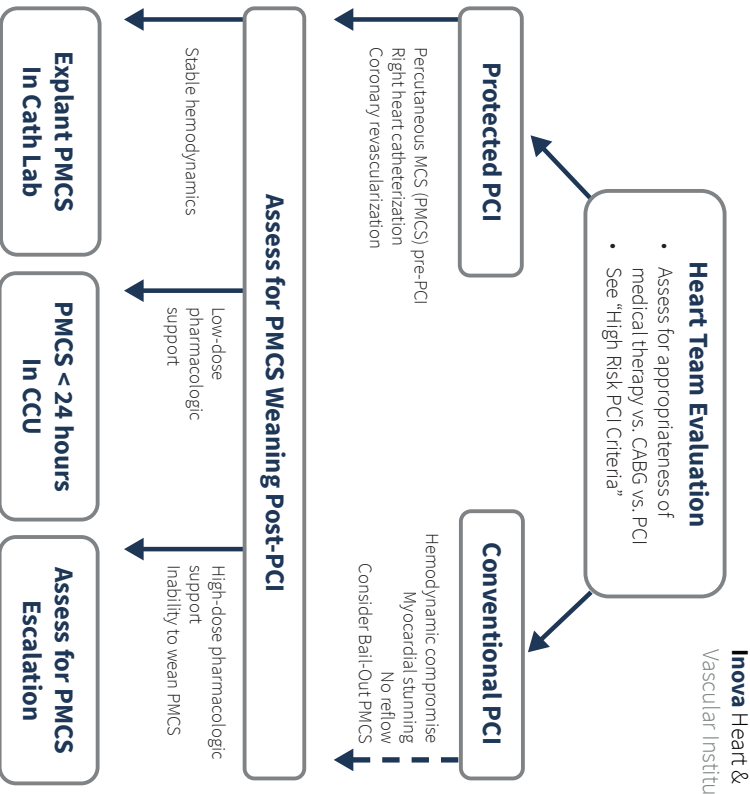 Inova Heart &
Vascular Institu
Heart Team Evaluation
• Assess for appropriateness of
medical therapy vs. CABG vs. PCI
• See “High Risk PCI Criteria”
Protected PCI
Percutaneous MCS (PMCS) pre-PCI
Right heart catheterization
Coronary revascularization
Conventional PCI
Hemodynamic compromise
Myocardial stunning
No reflow
Consider Bail-Out PMCS
Assess for PMCS Weaning Post-PCI
Stable hemodynamics
Low-dose
pharmacologic
support
High-dose pharmacologic
support
Inability to wean PMCS
Explant PMCS
In Cath Lab
PMCS < 24 hours
In CCU
Assess for PMCS
Escalation